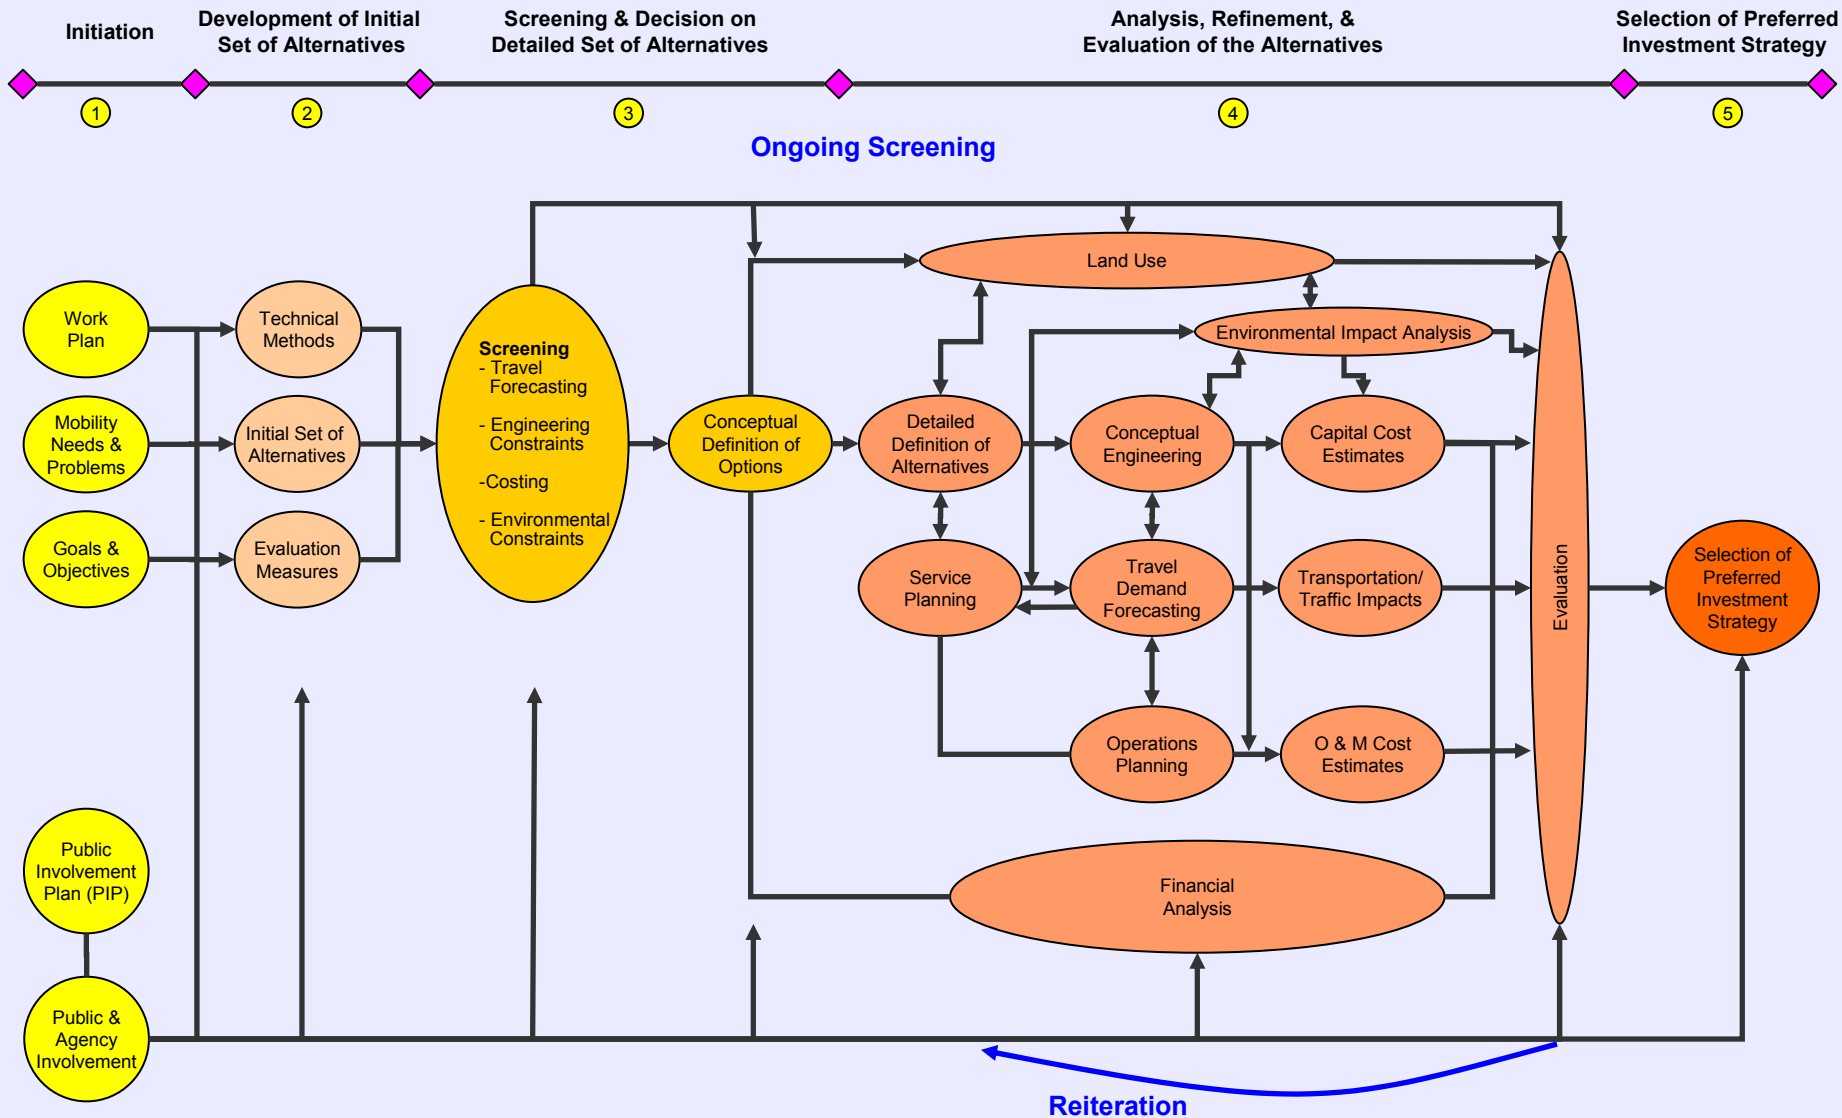 Initiation
Development of Initial
Set of Alternatives
Screening & Decision on
Detailed Set of Alternatives
Analysis, Refinement, &
Evaluation of the Alternatives
Selection of Preferred
Investment Strategy
1
2
3
4
5
Ongoing Screening
Work
Plan
Mobility
Needs &
Problems
Goals &
Objectives
Public
Involvement
Plan (PIP)
Public &
Agency
Involvement
Technical
Methods
Initial Set of
Alternatives
Evaluation
Measures
Screening
- Travel
Forecasting
- Engineering
Constraints
-Costing
- Environmental
Constraints
Conceptual
Definition of
Options
Land Use
Environmental Impact Analysis
Detailed
Definition of
Alternatives
Conceptual
Engineering
Capital Cost
Estimates
Service
Planning
Travel
Demand
Forecasting
Transportation/
Traffic Impacts
Operations
Planning
O & M Cost
Estimates
Financial
Analysis
Evaluation
Selection of
Preferred
Investment
Strategy
Reiteration